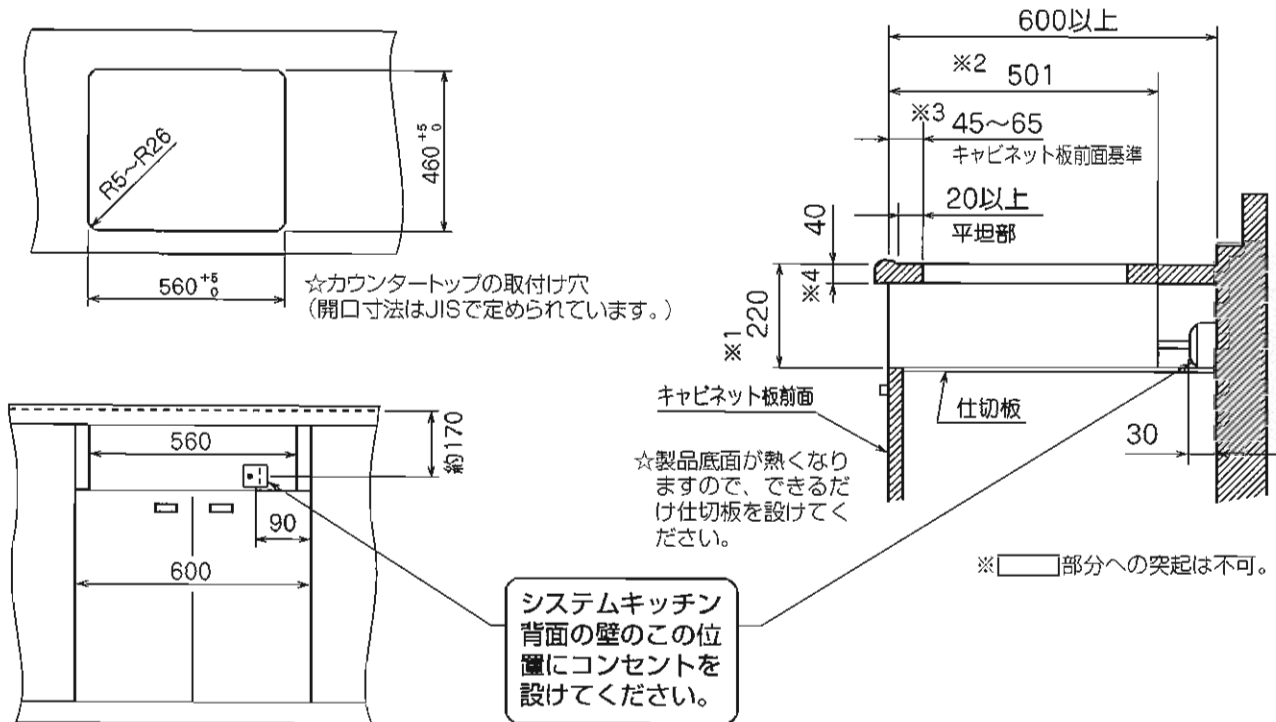 R5～R26
460 +5 0
560 +5 0
☆カウンタートップの取付け穴
(開口寸法はJISで定められています。)
600以上
※2
501
※3 45～65
キャビネット板前面基準
20以上
平坦部
40
※4
※1
220
キャビネット板前面
仕切板
30
☆製品底面が熱くなり
ますので、できるだ
け仕切板を設けてく
ださい。
※ 部分への突起は不可。
560
約170
90
600
システムキッチン
背面の壁のこの位
置にコンセントを
設けてください。